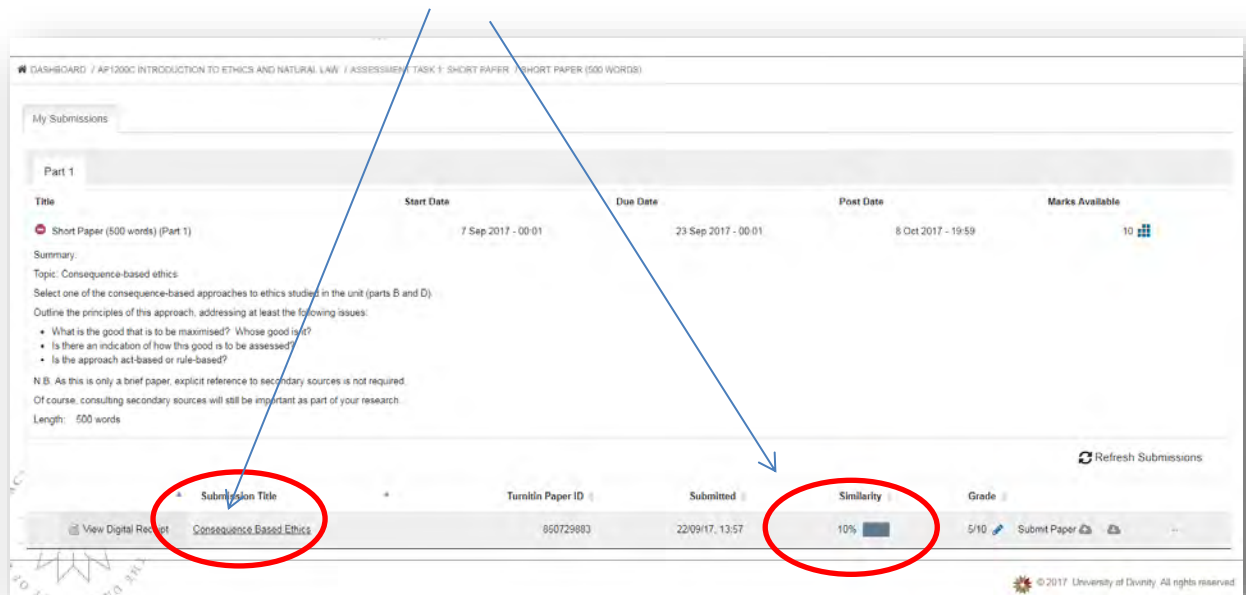 DASHBOARD / AP1200C INTRODUCTION TO ETHICS AND NATURAL LAW / ASSESSMENT TASK 1: SHORT PAPER / SHORT PAPER (500 WORDS)
My Submissions
Part 1
Title Start Date Due Date Post Date Marks Available
Short Paper (500 words) (Part 1) 7 Sep 2017 - 00:01 23 Sep 2017 - 00:01 8 Oct 2017 - 19:59 10
Summary:
Topic: Consequence-based ethics
Select one of the consequence-based approaches to ethics studied in the unit (parts B and D).
Outline the principles of this approach, addressing at least the following issues:
• What is the good that is to be maximised? Whose good is it?
• Is there an indication of how this good is to be assessed?
• Is the approach act-based or rule-based?
N.B. As this is only a brief paper, explicit reference to secondary sources is not required.
Of course, consulting secondary sources will still be important as part of your research.
Length: 500 words
Refresh Submissions
Submission Title Turnitin Paper ID Submitted Similarity Grade
View Digital Receipt Consequence Based Ethics 850729883 22/09/17, 13:57 10% 5/10 Submit Paper --
© 2017 University of Divinity. All rights reserved